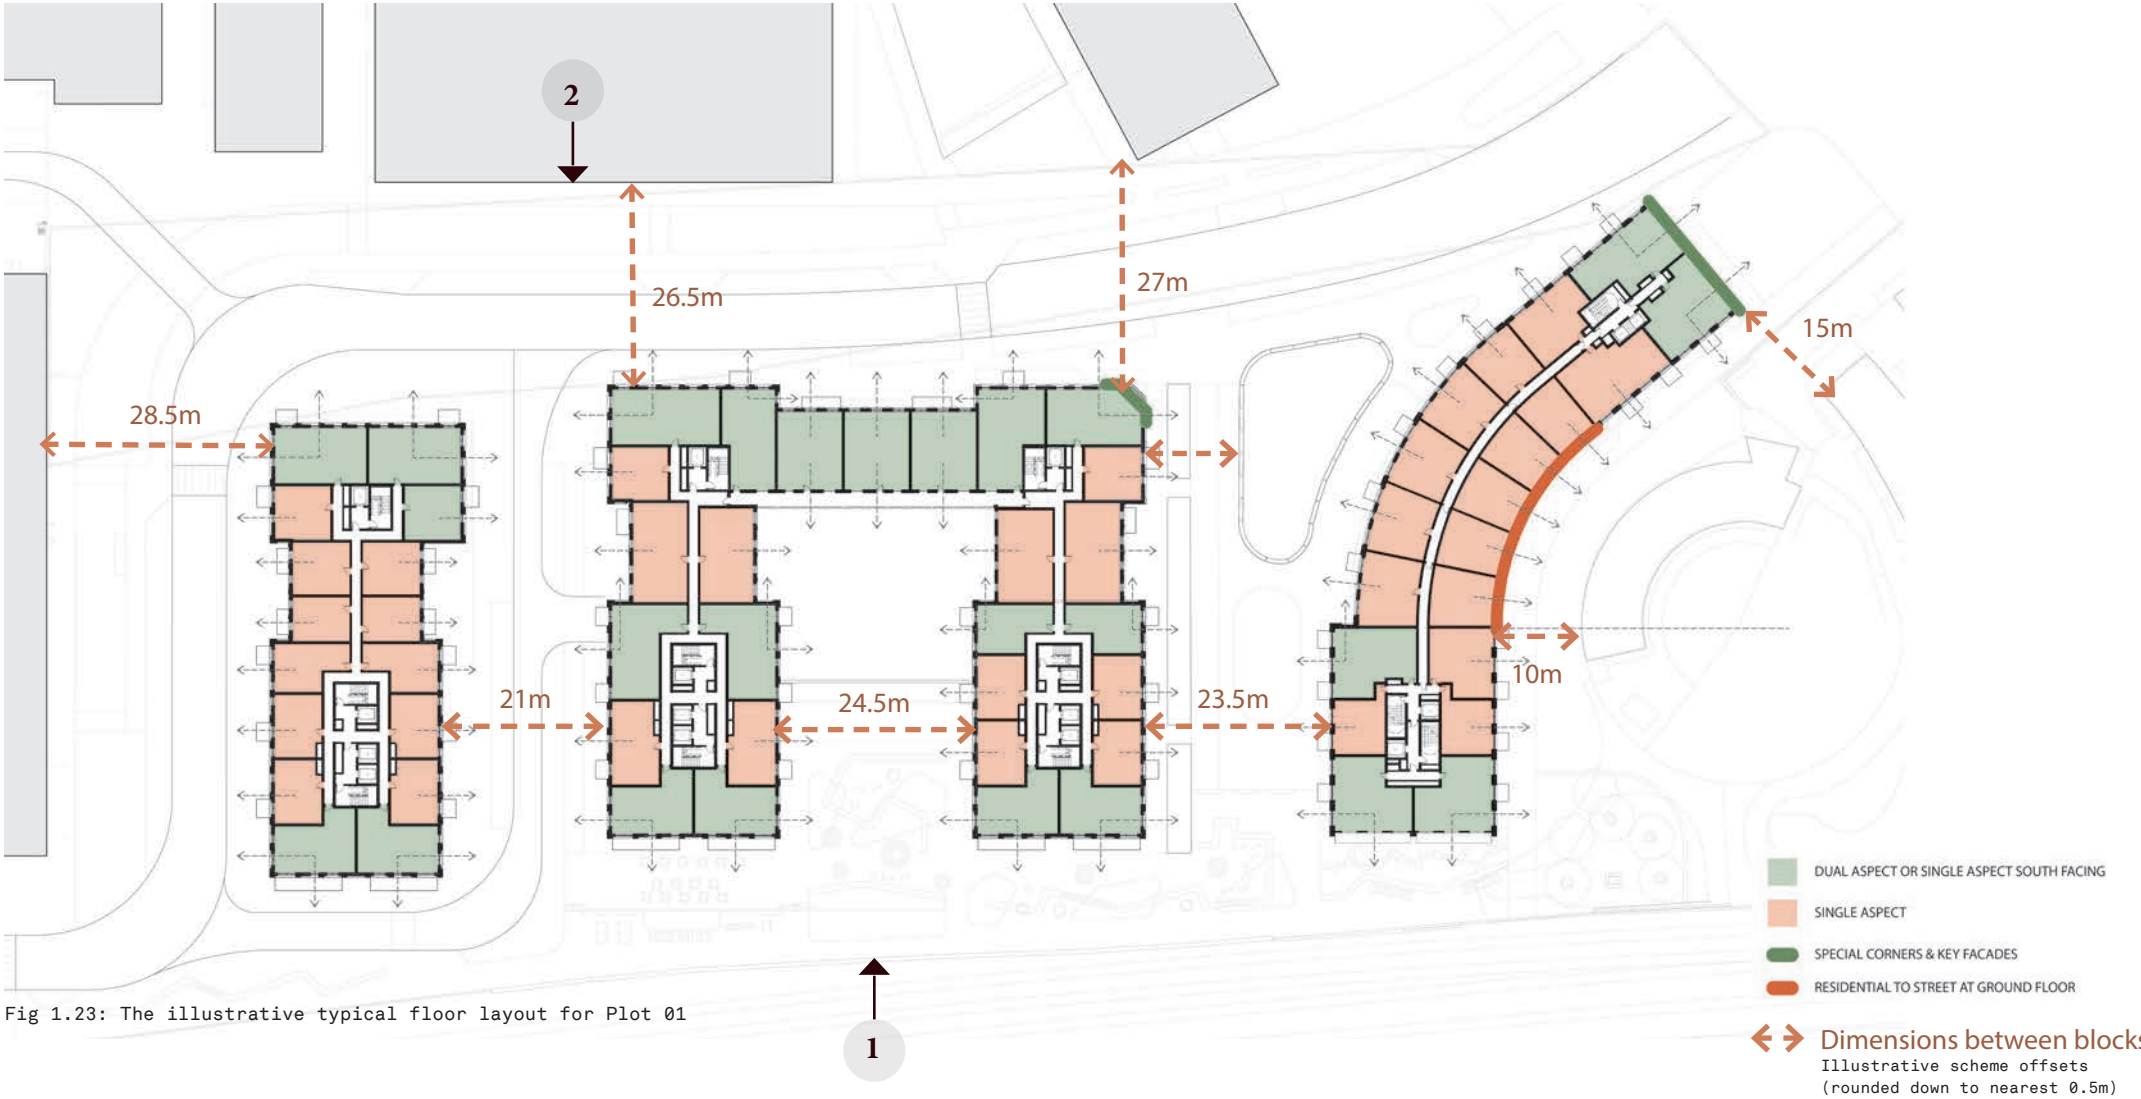 2
26.5m
27m
15m
28.5m
21m
24.5m
23.5m
10m
DUAL ASPECT OR SINGLE ASPECT SOUTH FACING
SINGLE ASPECT
SPECIAL CORNERS & KEY FACADES
RESIDENTIAL TO STREET AT GROUND FLOOR
Fig 1.23: The illustrative typical floor layout for Plot 01
1
Dimensions between blocks
Illustrative scheme offsets
(rounded down to nearest 0.5m)